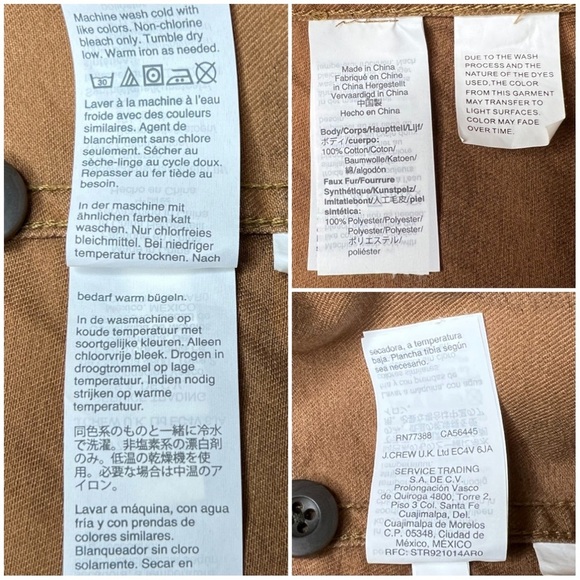 Machine wash cold with
like colors. Non-chlorine
bleach only. Tumble dry
low. Warm iron as needed.
30
Laver à la machine à l'eau
froide avec des couleurs
similaires. Agent de
blanchiment sans chlore
seulement. Sécher au
sèche-linge au cycle doux.
Repasser au fer tiède au
besoin.
In der maschine mit
ähnlichen farben kalt
waschen. Nur chlorfreies
bleichmittel. Bei niedriger
temperatur trocknen. Nach
bedarf warm bügeln.
In de wasmachine op
koude temperatuur met
soortgelijke kleuren. Alleen
chloorvrije bleek. Drogen in
droogtrommel op lage
temperatuur. Indien nodig
strijken op warme
temperatuur.
同色系のものと一緒に冷水
で洗濯。非塩素系の漂白剤
のみ。低温の乾燥機を使
用。必要な場合は中温のア
イロン。
Lavar a máquina, con agua
fría y con prendas de
colores similares.
Blanqueador sin cloro
solamente. Secar en
Made in China
Fabriqué en Chine
in China Hergestellt
Vervaardigd in China
中国製
Hecho en China
Body/Corps/Hauptteil/Lijf/
ボディ/cuerpo:
100% Cotton/Coton/
Baumwolle/Katoen/
綿/algodón
Faux Fur/Fourrure
Synthétique/Kunstpelz/
Imitatiebont/人工毛皮/piel
sintética:
100% Polyester/Polyester/
Polyester/Polyester/
ポリエステル/
poliéster
DUE TO THE WASH
PROCESS AND THE
NATURE OF THE DYES
USED, THE COLOR
FROM THIS GARMENT
MAY TRANSFER TO
LIGHT SURFACES.
COLOR MAY FADE
OVER TIME.
secadora, a temperatura
baja. Plancha tibia según
sea necesario.
RN77388 CA56445
J.CREW U.K. Ltd EC4V 6JA
SERVICE TRADING
S.A. DE C.V.
Prolongación Vasco
de Quiroga 4800, Torre 2,
Piso 3 Col. Santa Fe
Cuajimalpa, Del.
Cuajimalpa de Morelos
C.P. 05348, Ciudad de
México, MÉXICO
RFC: STR921014AR0